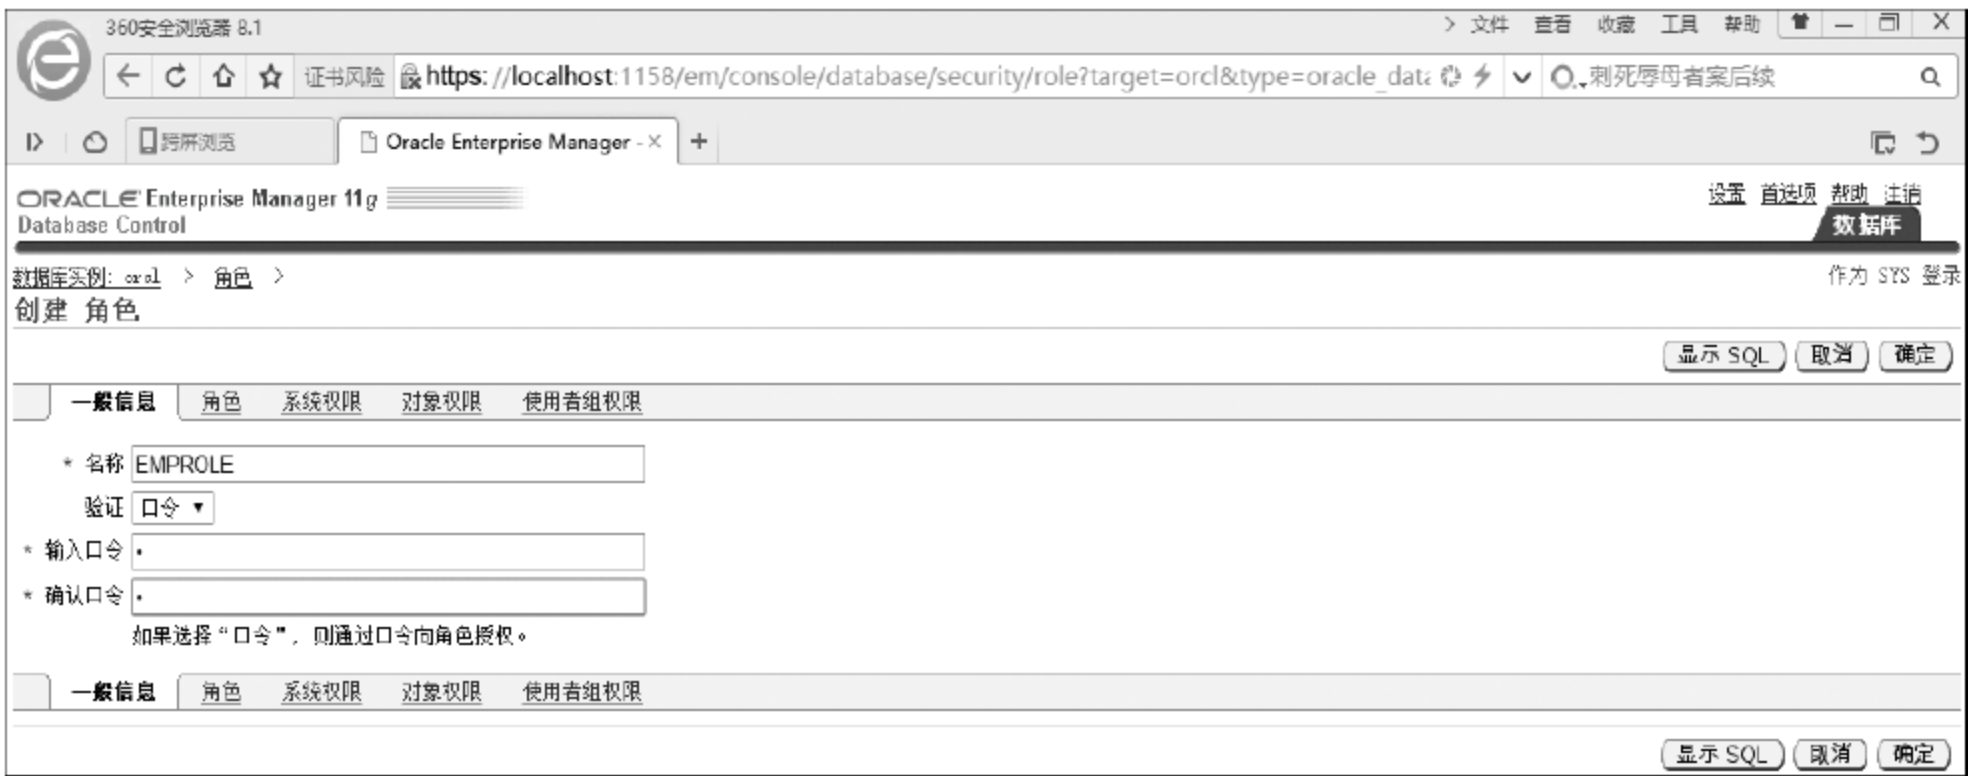 360安全浏览器 8.1
> 文件 查看 收藏 工具 帮助
证书风险 https://localhost:1158/em/console/database/security/role?target=orcl&type=oracle_data 刺死辱母者案后续
跨屏浏览 Oracle Enterprise Manager -
ORACLE Enterprise Manager 11g
Database Control
设置 首选项 帮助 注销
数据库
数据库实例: orcl > 角色 >
作为 SYS 登录
创建 角色
显示 SQL 取消 确定
一般信息 角色 系统权限 对象权限 使用者组权限
* 名称 EMPROLE
验证 口令
* 输入口令 •
* 确认口令 •
如果选择“口令”, 则通过口令向角色授权。
一般信息 角色 系统权限 对象权限 使用者组权限
显示 SQL 取消 确定